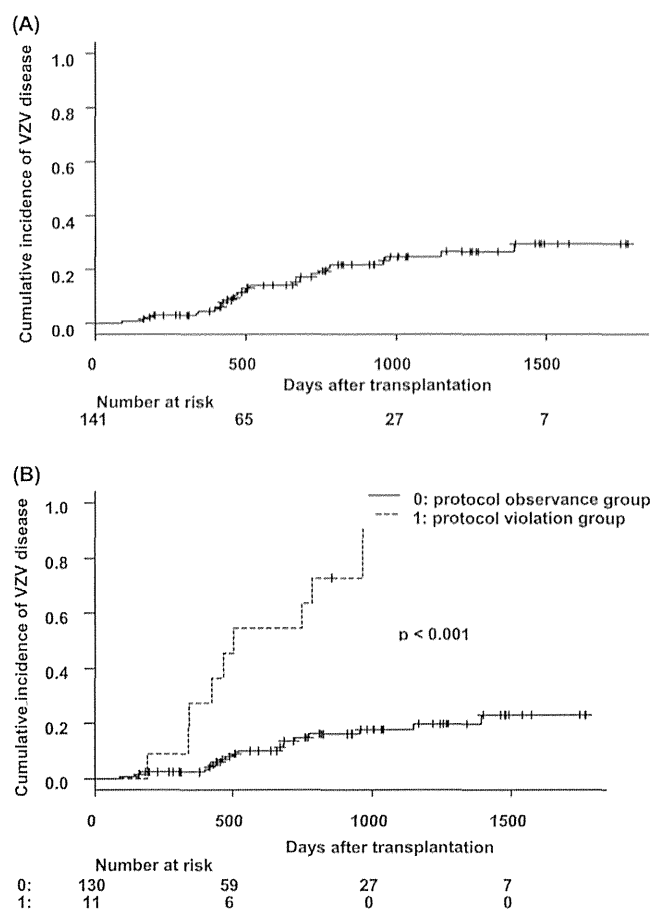 (A)
Cumulative incidence of VZV disease
1.0
0.8
0.6
0.4
0.2
0.0
0 500 1000 1500
Days after transplantation
Number at risk
141 65 27 7
(B)
Cumulative incidence of VZV disease
1.0
0.8
0.6
0.4
0.2
0.0
0: protocol observance group
1: protocol violation group
p < 0.001
0 500 1000 1500
Days after transplantation
Number at risk
0: 130 59 27 7
1: 11 6 0 0